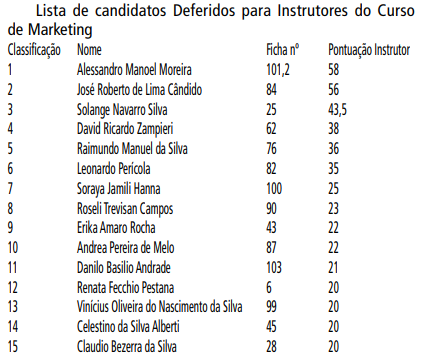 Lista de candidatos Deferidos para Instrutores do Curso
de Marketing
Classificação Nome Ficha nº Pontuação Instrutor
1 Alessandro Manoel Moreira 101,2 58
2 José Roberto de Lima Cândido 84 56
3 Solange Navarro Silva 25 43,5
4 David Ricardo Zampieri 62 38
5 Raimundo Manuel da Silva 76 36
6 Leonardo Perícola 82 35
7 Soraya Jamili Hanna 100 25
8 Roseli Trevisan Campos 90 23
9 Erika Amaro Rocha 43 22
10 Andrea Pereira de Melo 87 22
11 Danilo Basilio Andrade 103 21
12 Renata Fecchio Pestana 6 20
13 Vinícius Oliveira do Nascimento da Silva 99 20
14 Celestino da Silva Alberti 45 20
15 Claudio Bezerra da Silva 28 20